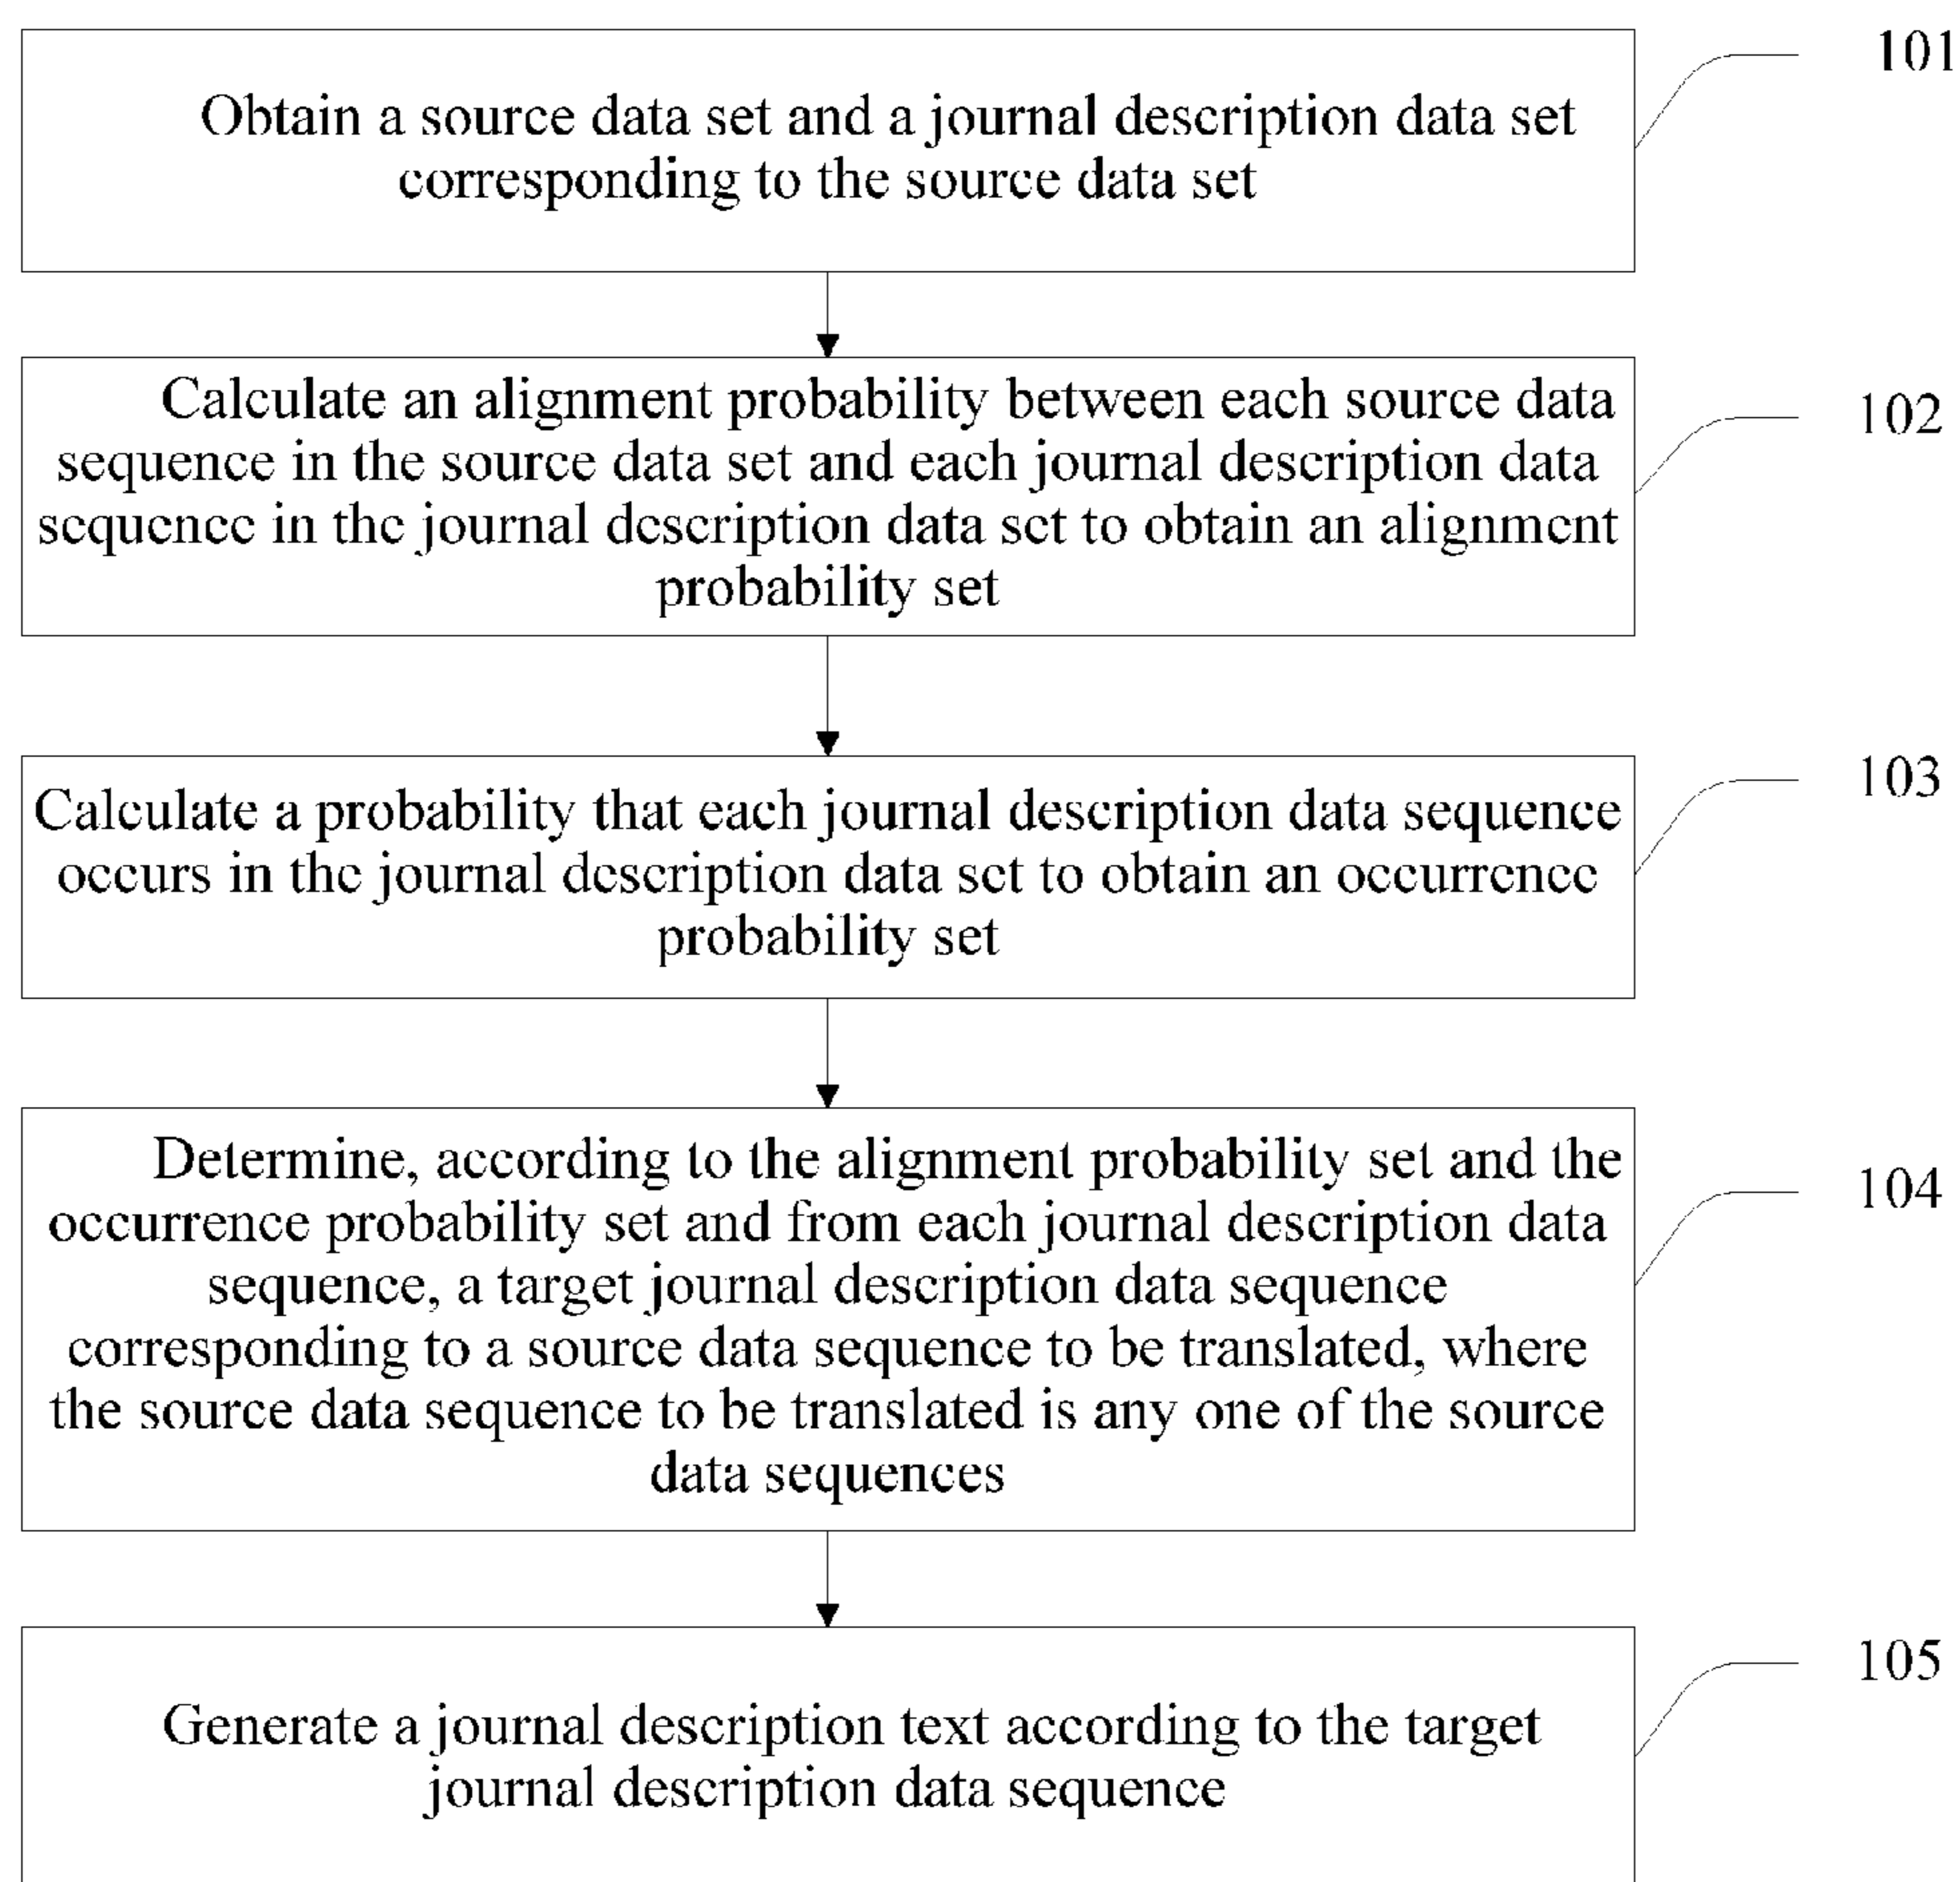 101
Obtain a source data set and a journal description data set
corresponding to the source data set
102
Calculate an alignment probability between each source data
sequence in the source data set and each journal description data
sequence in the journal description data set to obtain an alignment
probability set
103
Calculate a probability that each journal description data sequence
occurs in the journal description data set to obtain an occurrence
probability set
104
Determine, according to the alignment probability set and the
occurrence probability set and from each journal description data
sequence, a target journal description data sequence
corresponding to a source data sequence to be translated, where
the source data sequence to be translated is any one of the source
data sequences
105
Generate a journal description text according to the target
journal description data sequence